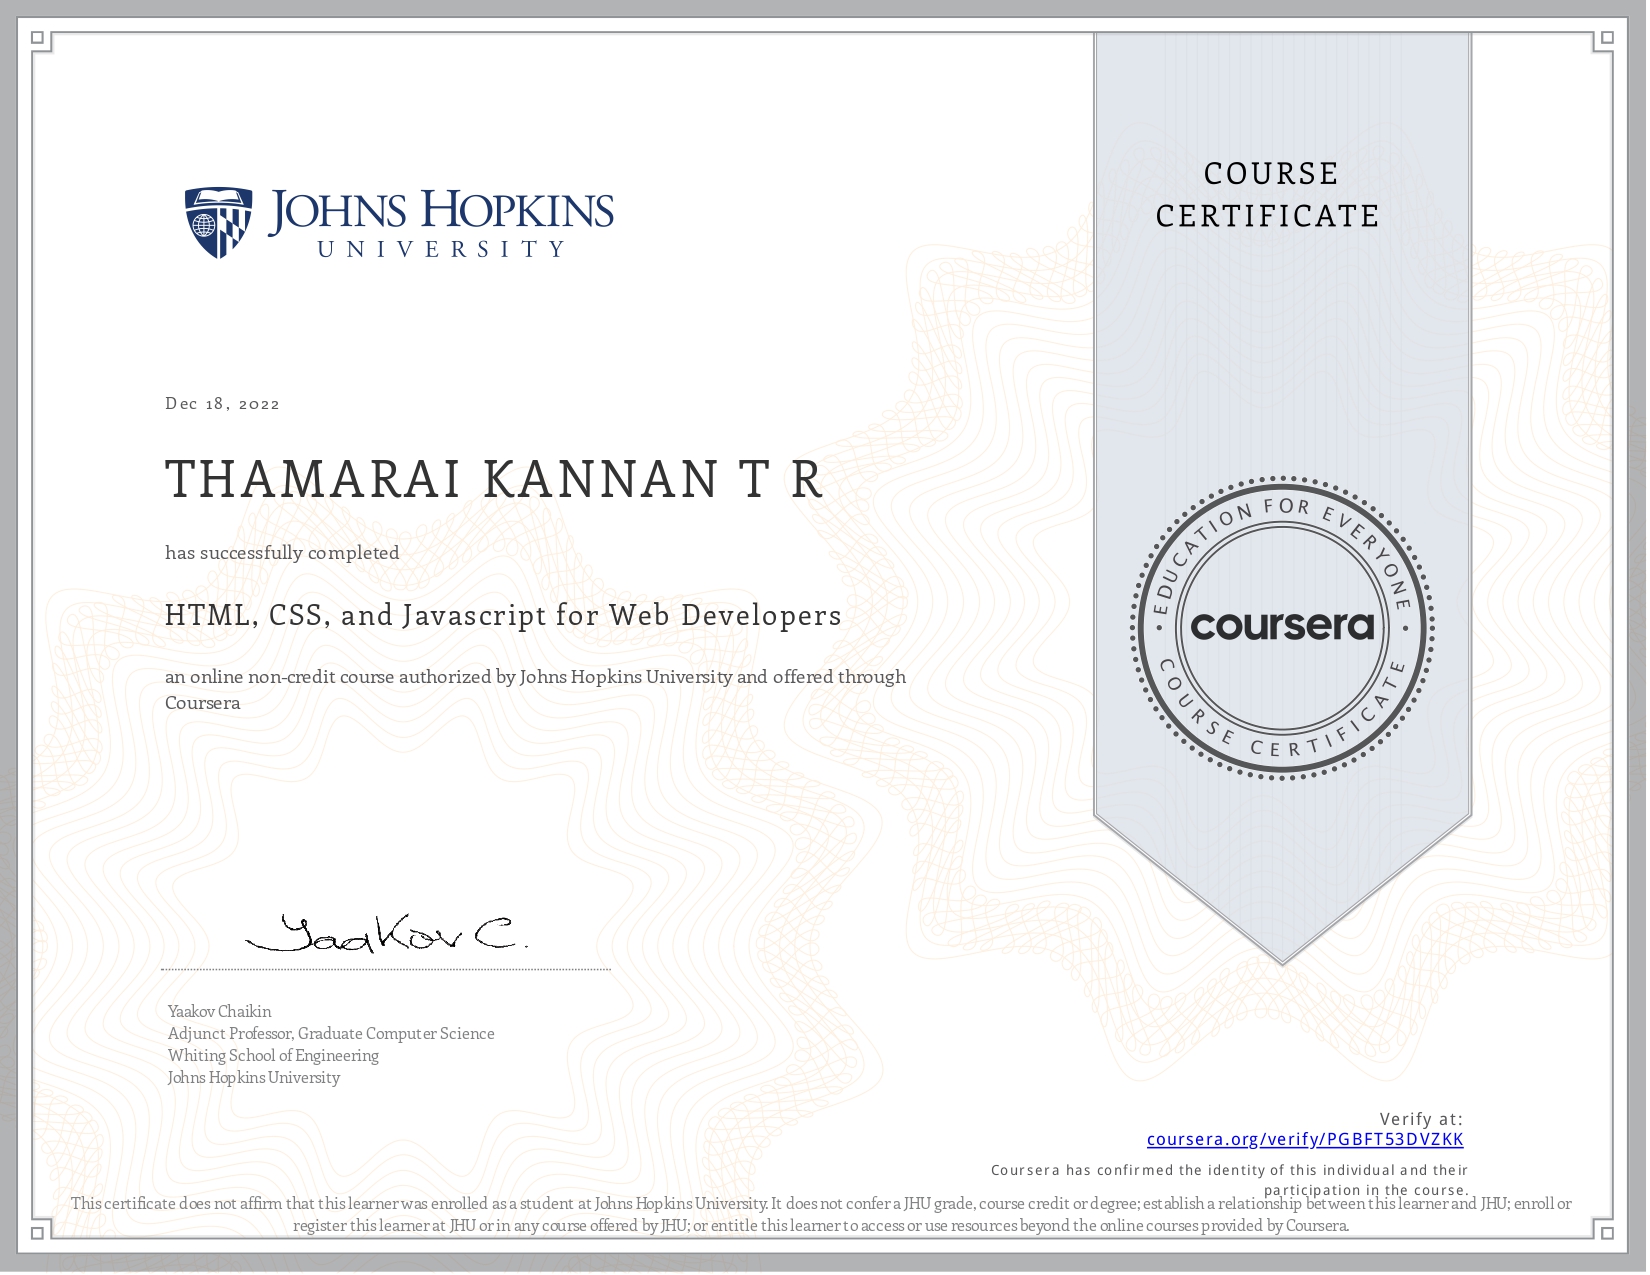 JOHNS HOPKINS
UNIVERSITY
COURSE
CERTIFICATE
Dec 18, 2022
THAMARAI KANNAN T R
has successfully completed
HTML, CSS, and Javascript for Web Developers
an online non-credit course authorized by Johns Hopkins University and offered through
Coursera
EDUCATION FOR EVERYONE
coursera
COURSE CERTIFICATE
Yaakov C.
Yaakov Chaikin
Adjunct Professor, Graduate Computer Science
Whiting School of Engineering
Johns Hopkins University
Verify at:
coursera.org/verify/PGBFT53DVZKK
Coursera has confirmed the identity of this individual and their
participation in the course.
This certificate does not affirm that this learner was enrolled as a student at Johns Hopkins University. It does not confer a JHU grade, course credit or degree; establish a relationship between this learner and JHU; enroll or
register this learner at JHU or in any course offered by JHU; or entitle this learner to access or use resources beyond the online courses provided by Coursera.